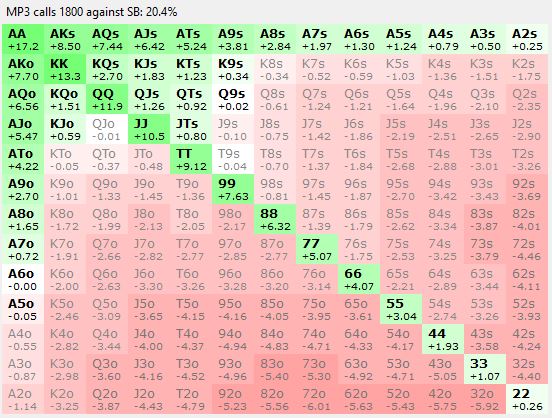 MP3 calls 1800 against SB: 20.4%
AA AKs AQs AJs ATs A9s A8s A7s A6s A5s A4s A3s A2s
+17.2 +8.50 +7.44 +6.42 +5.24 +3.81 +2.84 +1.97 +1.30 +1.24 +0.79 +0.50 +0.25
AKo KK KQs KJs KTs K9s K8s K7s K6s K5s K4s K3s K2s
+7.70 +13.3 +2.70 +1.83 +1.23 +0.34 -0.34 -0.52 -0.59 -1.03 -1.36 -1.51 -1.75
AQo KQo QQ QJs QTs Q9s Q8s Q7s Q6s Q5s Q4s Q3s Q2s
+6.56 +1.51 +11.9 +1.26 +0.92 +0.02 -0.61 -1.24 -1.21 -1.64 -1.96 -2.10 -2.35
AJo KJo QJo JJ JTs J9s J8s J7s J6s J5s J4s J3s J2s
+5.47 +0.59 -0.01 +10.5 +0.80 -0.10 -0.75 -1.42 -1.86 -2.19 -2.51 -2.65 -2.90
ATo KTo QTo JTo TT T9s T8s T7s T6s T5s T4s T3s T2s
+4.22 -0.05 -0.37 -0.48 +9.12 -0.04 -0.70 -1.37 -1.84 -2.68 -2.88 -3.01 -3.26
A9o K9o Q9o J9o T9o 99 98s 97s 96s 95s 94s 93s 92s
+2.70 -1.01 -1.33 -1.45 -1.36 +7.63 -0.81 -1.45 -1.87 -2.70 -3.42 -3.43 -3.69
A8o K8o Q8o J8o T8o 98o 88 87s 86s 85s 84s 83s 82s
+1.65 -1.72 -1.99 -2.13 -2.05 -2.17 +6.32 -1.39 -1.79 -2.62 -3.34 -3.87 -4.01
A7o K7o Q7o J7o T7o 97o 87o 77 76s 75s 74s 73s 72s
+0.72 -1.91 -2.66 -2.82 -2.77 -2.85 -2.77 +5.07 -1.75 -2.53 -3.25 -3.79 -4.46
A6o K6o Q6o J6o T6o 96o 86o 76o 66 65s 64s 63s 62s
-0.00 -2.00 -2.63 -3.30 -3.26 -3.28 -3.20 -3.14 +4.07 -2.21 -2.89 -3.44 -4.11
A5o K5o Q5o J5o T5o 95o 85o 75o 65o 55 54s 53s 52s
-0.05 -2.46 -3.09 -3.65 -4.15 -4.16 -4.05 -3.95 -3.61 +3.04 -2.74 -3.26 -3.93
A4o K4o Q4o J4o T4o 94o 84o 74o 64o 54o 44 43s 42s
-0.55 -2.82 -3.44 -4.00 -4.37 -4.94 -4.83 -4.71 -4.33 -4.17 +1.93 -3.58 -4.24
A3o K3o Q3o J3o T3o 93o 83o 73o 63o 53o 43o 33 32s
-0.87 -2.98 -3.60 -4.16 -4.52 -4.96 -5.40 -5.30 -4.92 -4.71 -5.05 +1.07 -4.40
A2o K2o Q2o J2o T2o 92o 82o 72o 62o 52o 42o 32o 22
-1.14 -3.25 -3.87 -4.43 -4.79 -5.23 -5.56 -6.01 -5.63 -5.43 -5.75 -5.92 +0.26